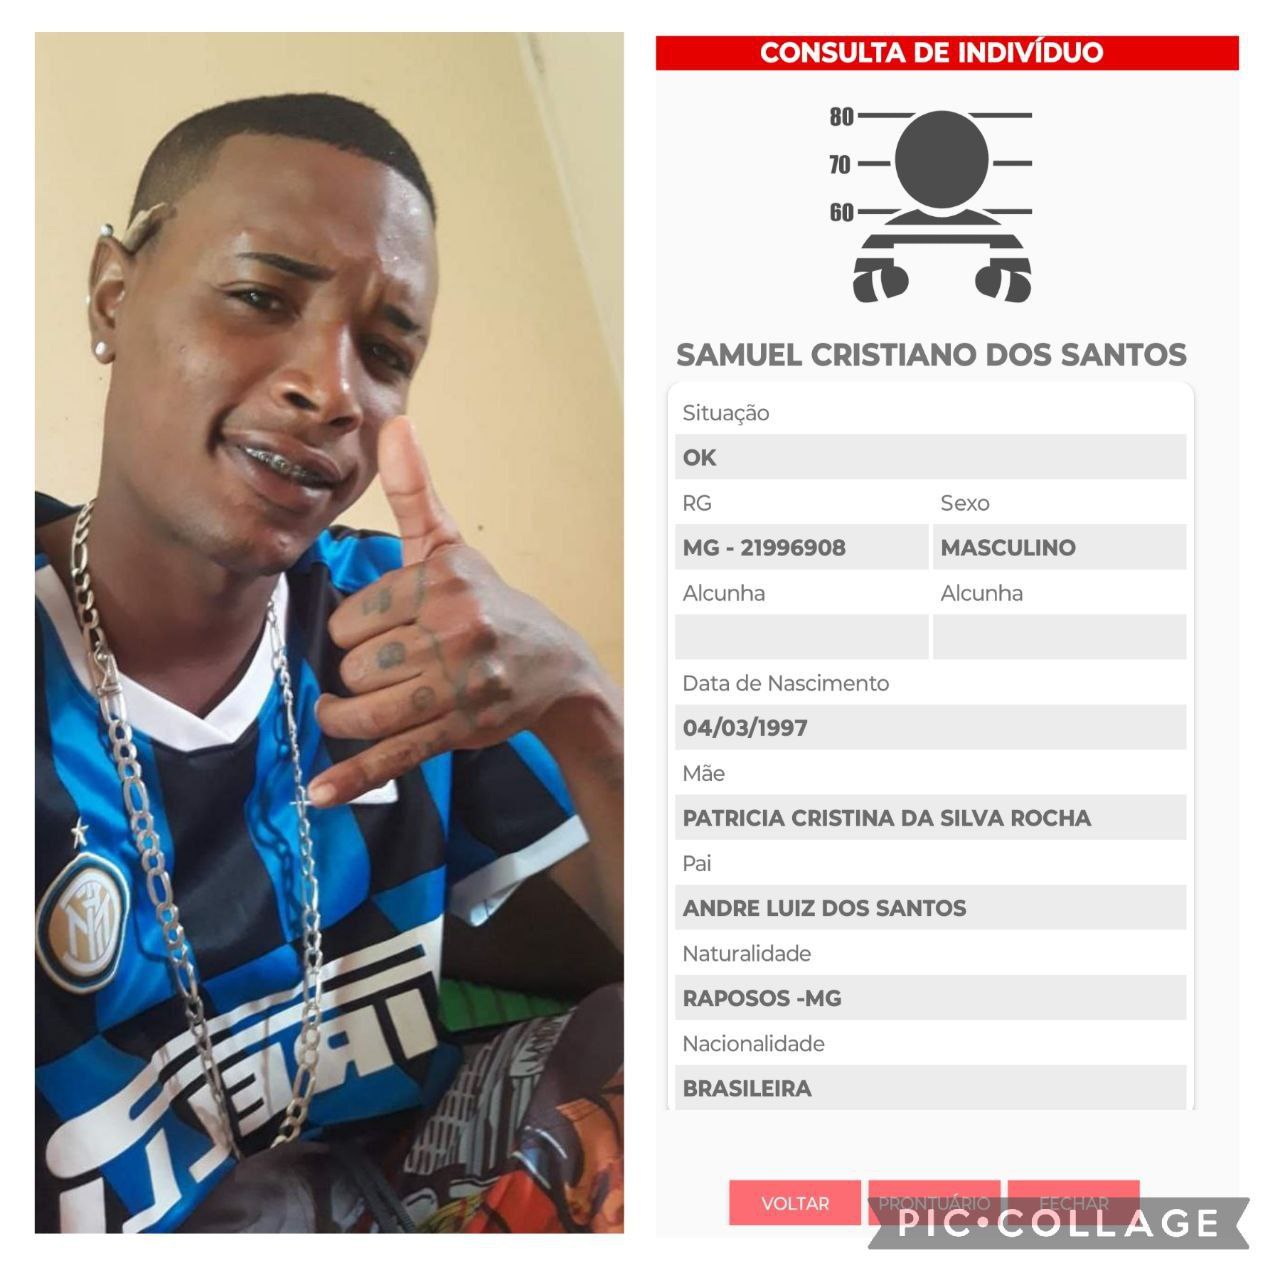 CONSULTA DE INDIVÍDUO
80
70
60
SAMUEL CRISTIANO DOS SANTOS
Situação
OK
RG Sexo
MG - 21996908 MASCULINO
Alcunha Alcunha
Data de Nascimento
04/03/1997
Mãe
PATRICIA CRISTINA DA SILVA ROCHA
Pai
ANDRE LUIZ DOS SANTOS
Naturalidade
RAPOSOS -MG
Nacionalidade
BRASILEIRA
VOLTAR PRONTUÁRIO FECHAR
PIC•COLLAGE
IRELLI